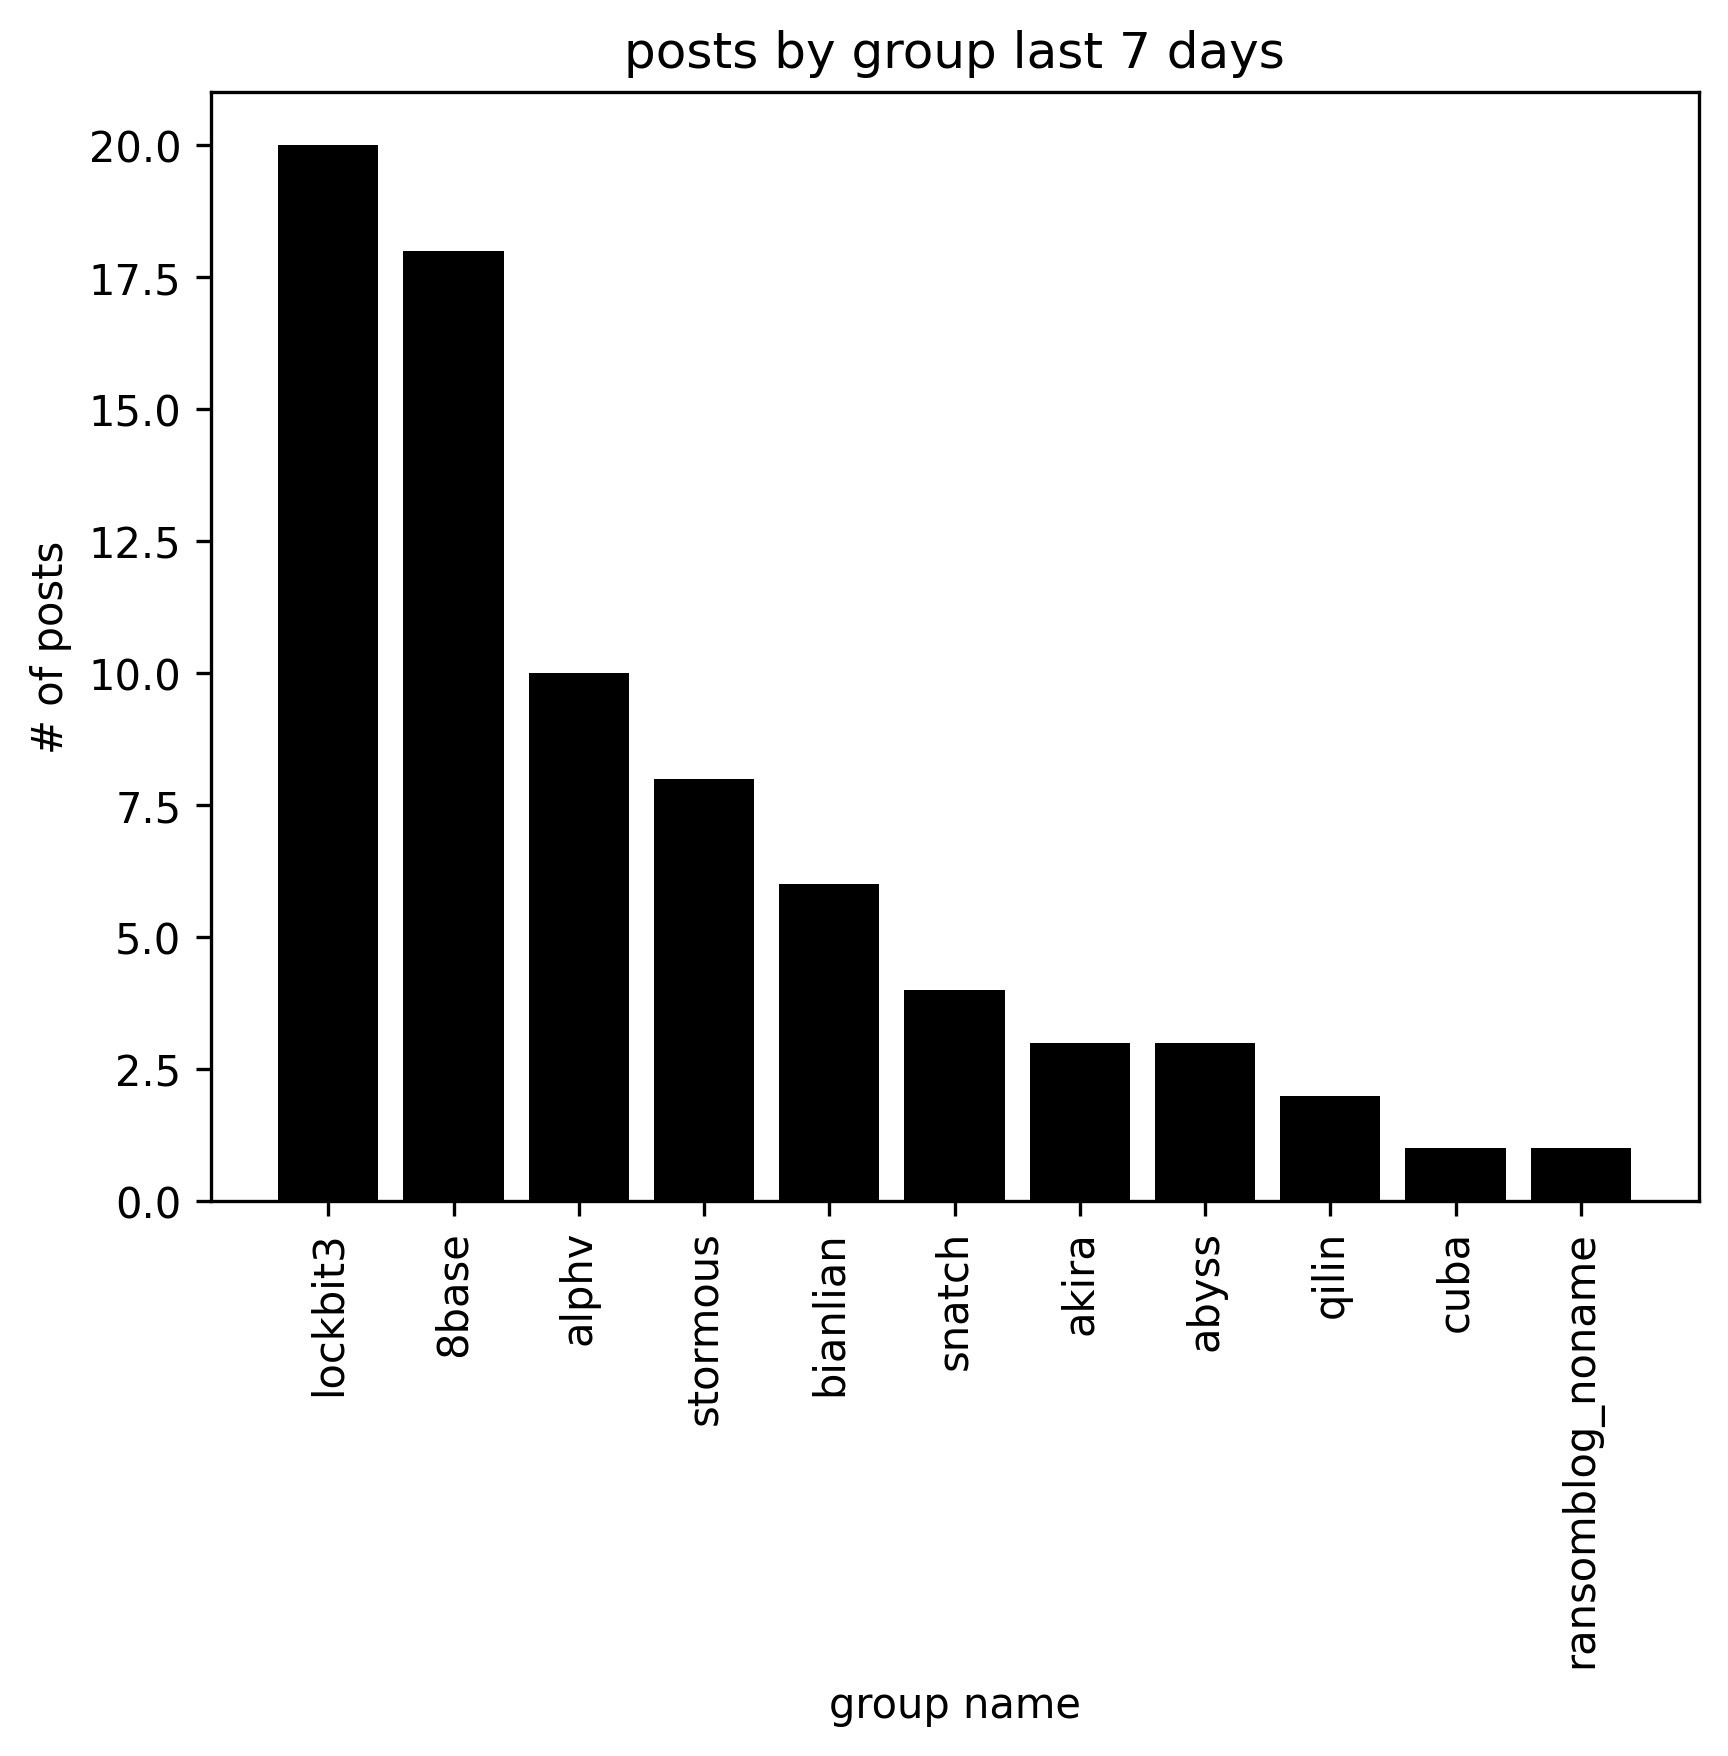 posts by group last 7 days
# of posts
20.0
17.5
15.0
12.5
10.0
7.5
5.0
2.5
0.0
lockbit3
8base
alphv
stormous
bianlian
snatch
akira
abyss
qilin
cuba
ransomblog_noname
group name